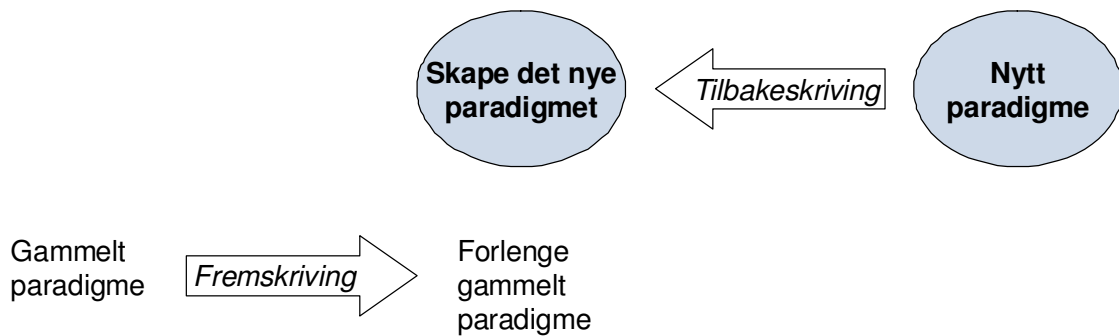 Skape det nye
paradigmet
Tilbakeskriving
Nytt
paradigme
Gammelt
paradigme
Fremskriving
Forlenge
gammelt
paradigme